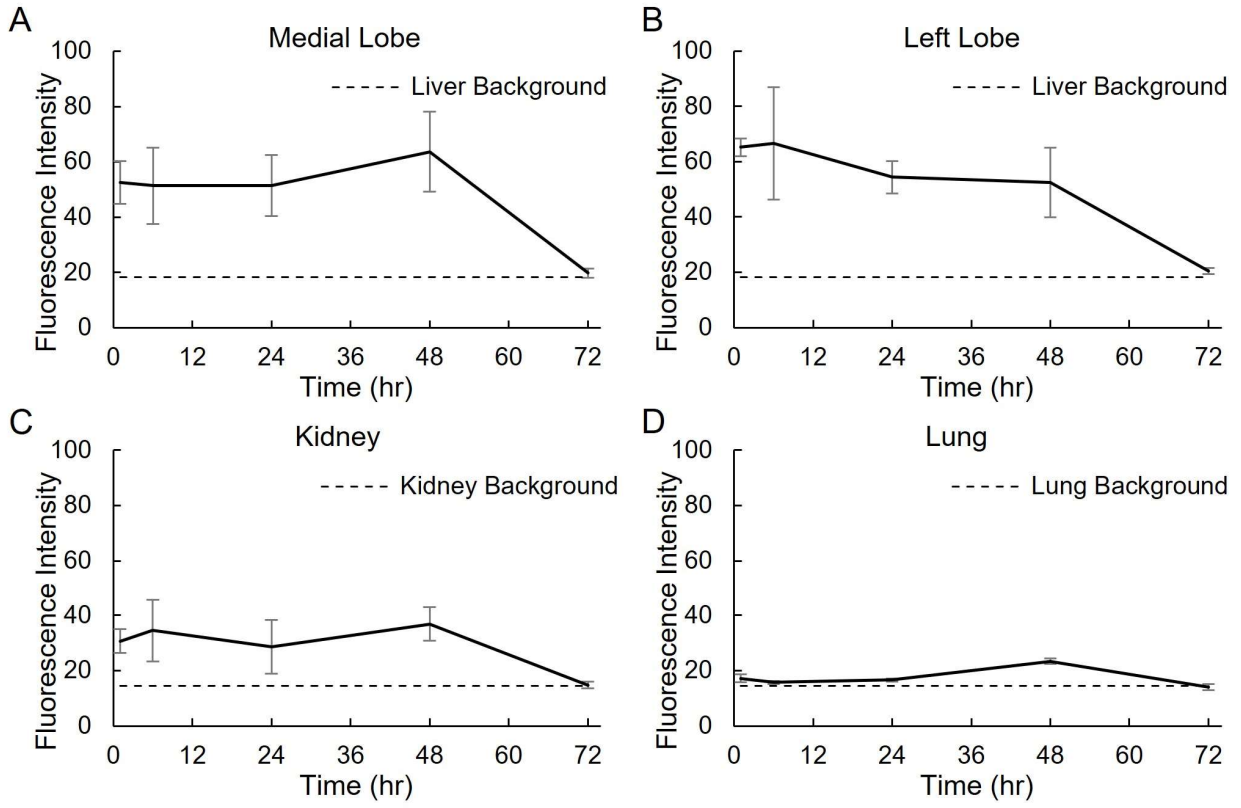 A
Medial Lobe
Fluorescence Intensity
100
80
60
40
20
0
Liver Background
0 12 24 36 48 60 72
Time (hr)
B
Left Lobe
Fluorescence Intensity
100
80
60
40
20
0
Liver Background
0 12 24 36 48 60 72
Time (hr)
C
Kidney
Fluorescence Intensity
100
80
60
40
20
0
Kidney Background
0 12 24 36 48 60 72
Time (hr)
D
Lung
Fluorescence Intensity
100
80
60
40
20
0
Lung Background
0 12 24 36 48 60 72
Time (hr)